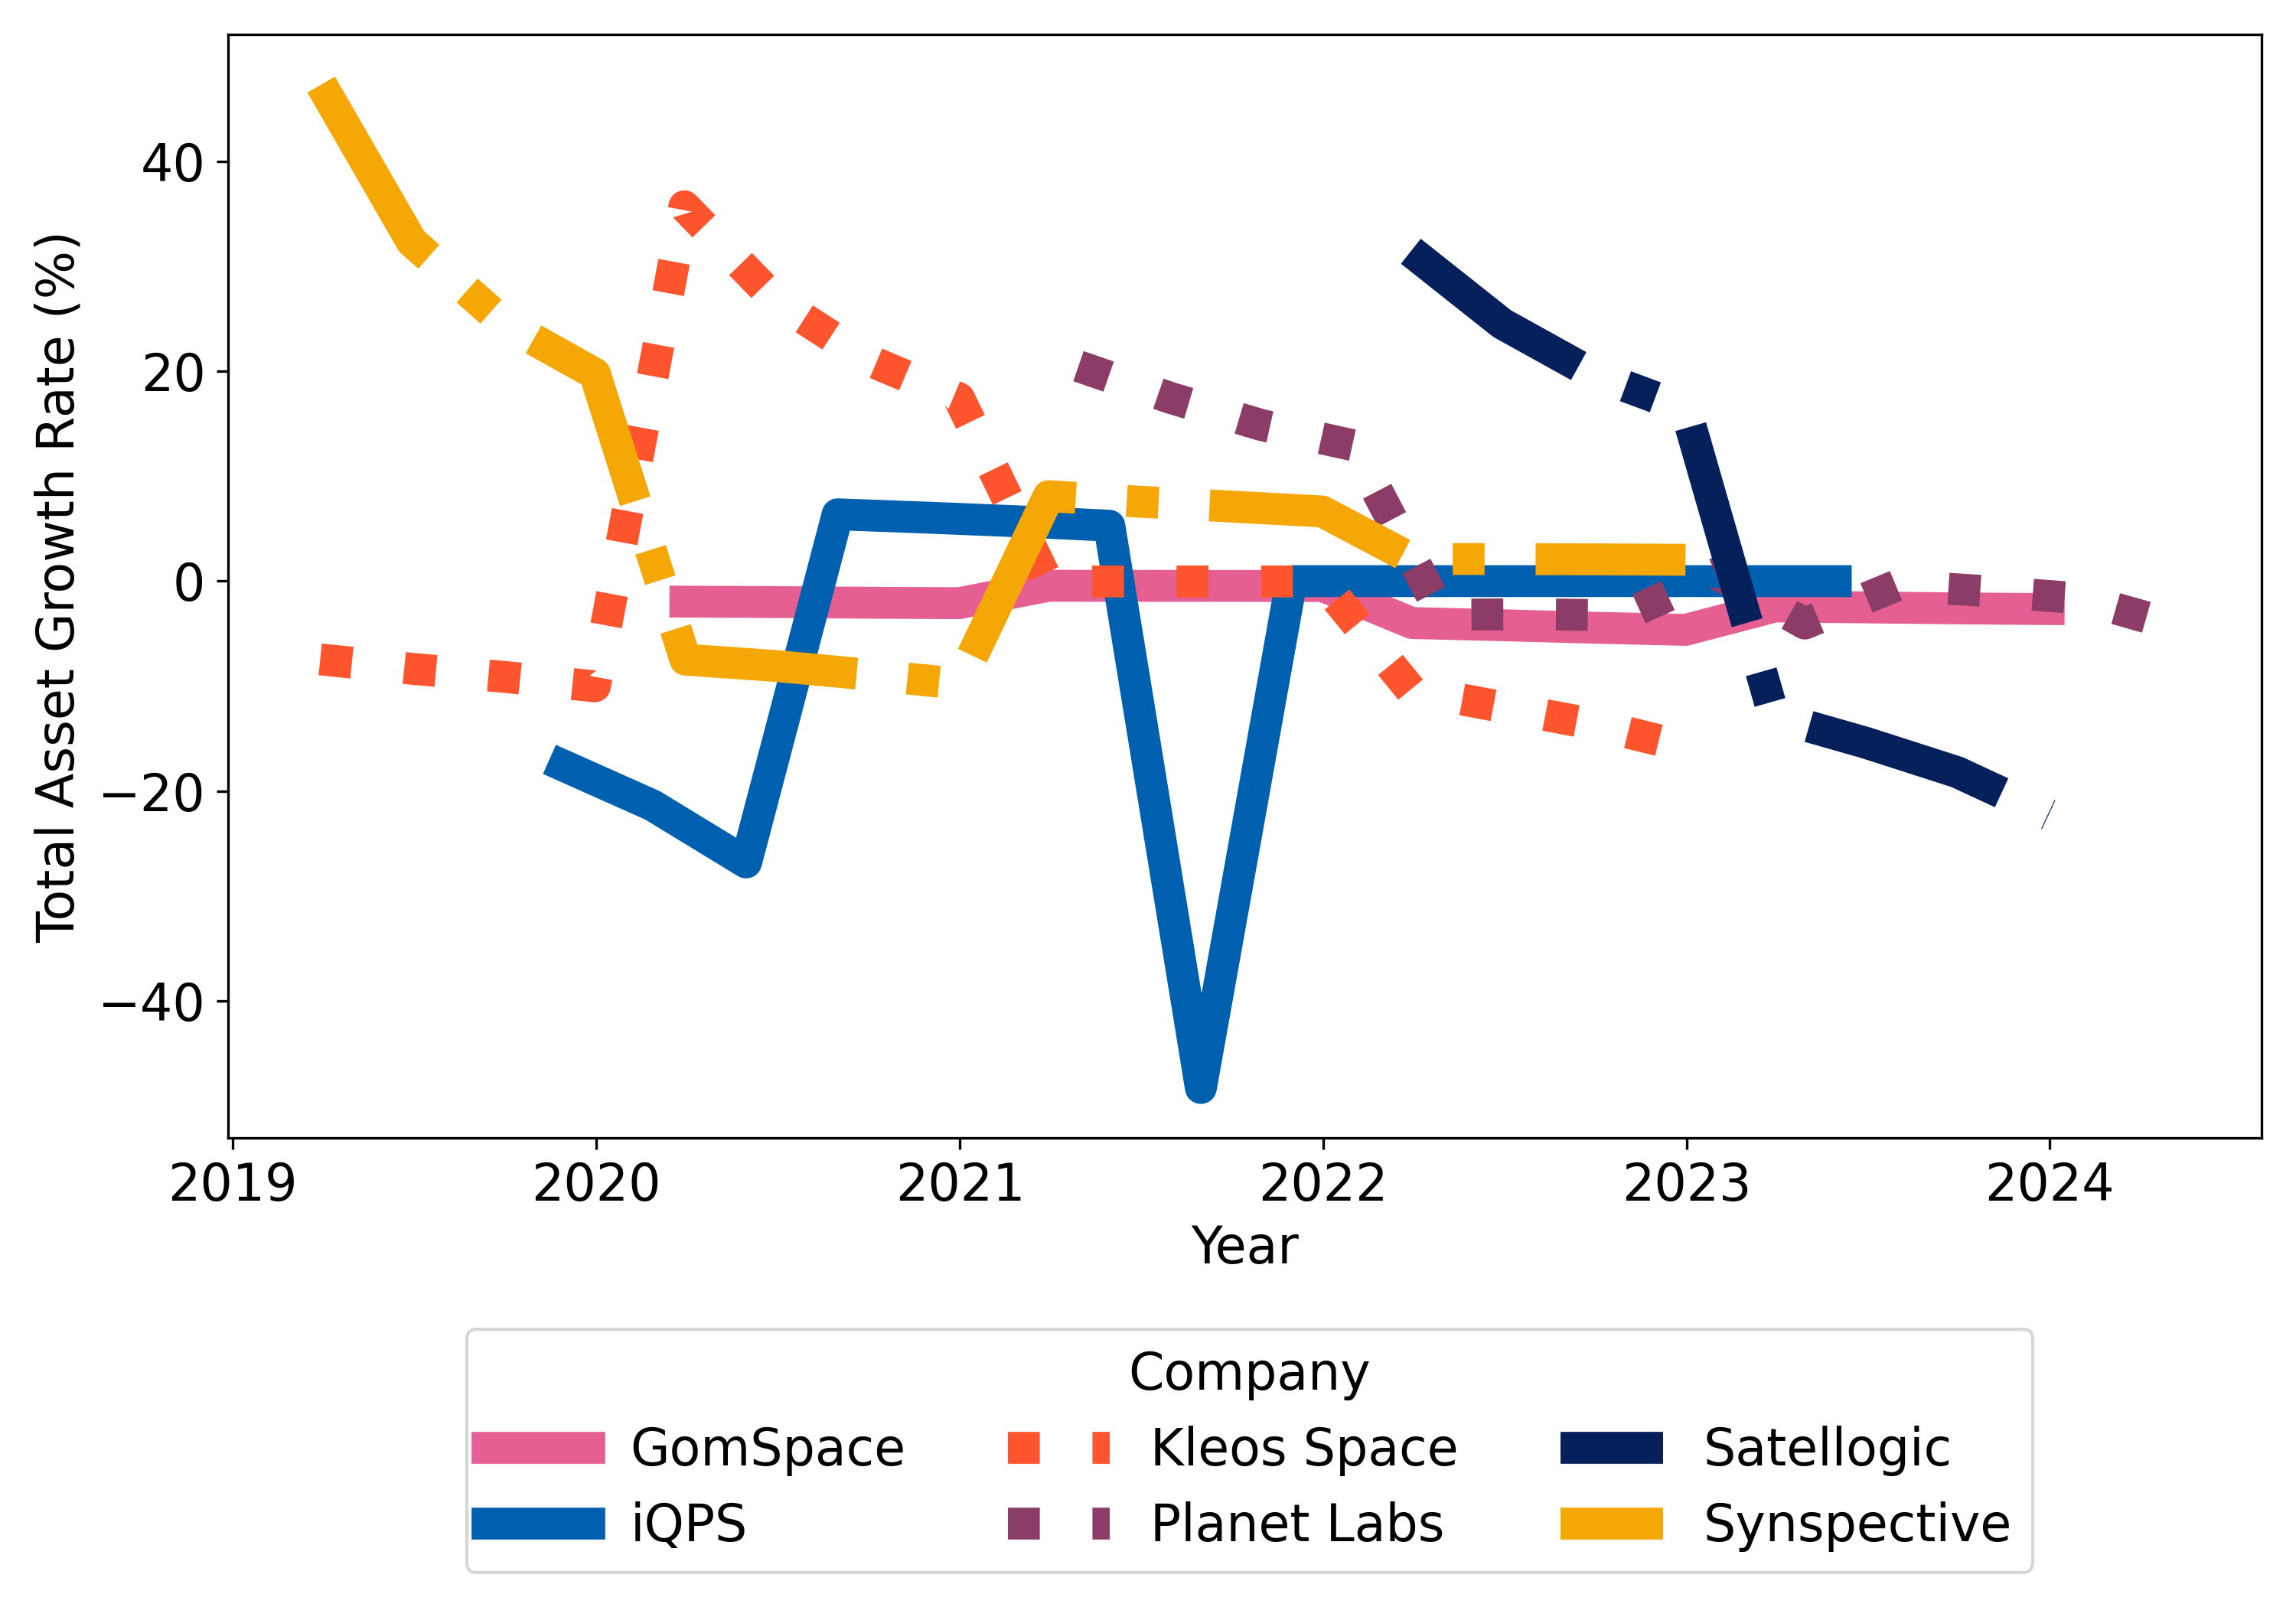 Total Asset Growth Rate (%)
40
20
0
−20
−40
2019 2020 2021 2022 2023 2024
Year
Company
GomSpace Kleos Space Satellogic
iQPS Planet Labs Synspective